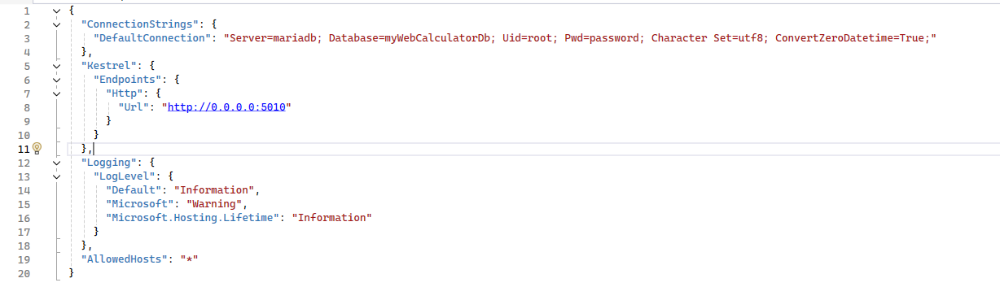 1 {
2 "ConnectionStrings": {
3 "DefaultConnection": "Server=mariadb; Database=myWebCalculatorDb; Uid=root; Pwd=password; Character Set=utf8; ConvertZeroDatetime=True;"
4 },
5 "Kestrel": {
6 "Endpoints": {
7 "Http": {
8 "Url": "http://0.0.0.0:5010"
9 }
10 }
11 },
12 "Logging": {
13 "LogLevel": {
14 "Default": "Information",
15 "Microsoft": "Warning",
16 "Microsoft.Hosting.Lifetime": "Information"
17 }
18 },
19 "AllowedHosts": "*"
20 }